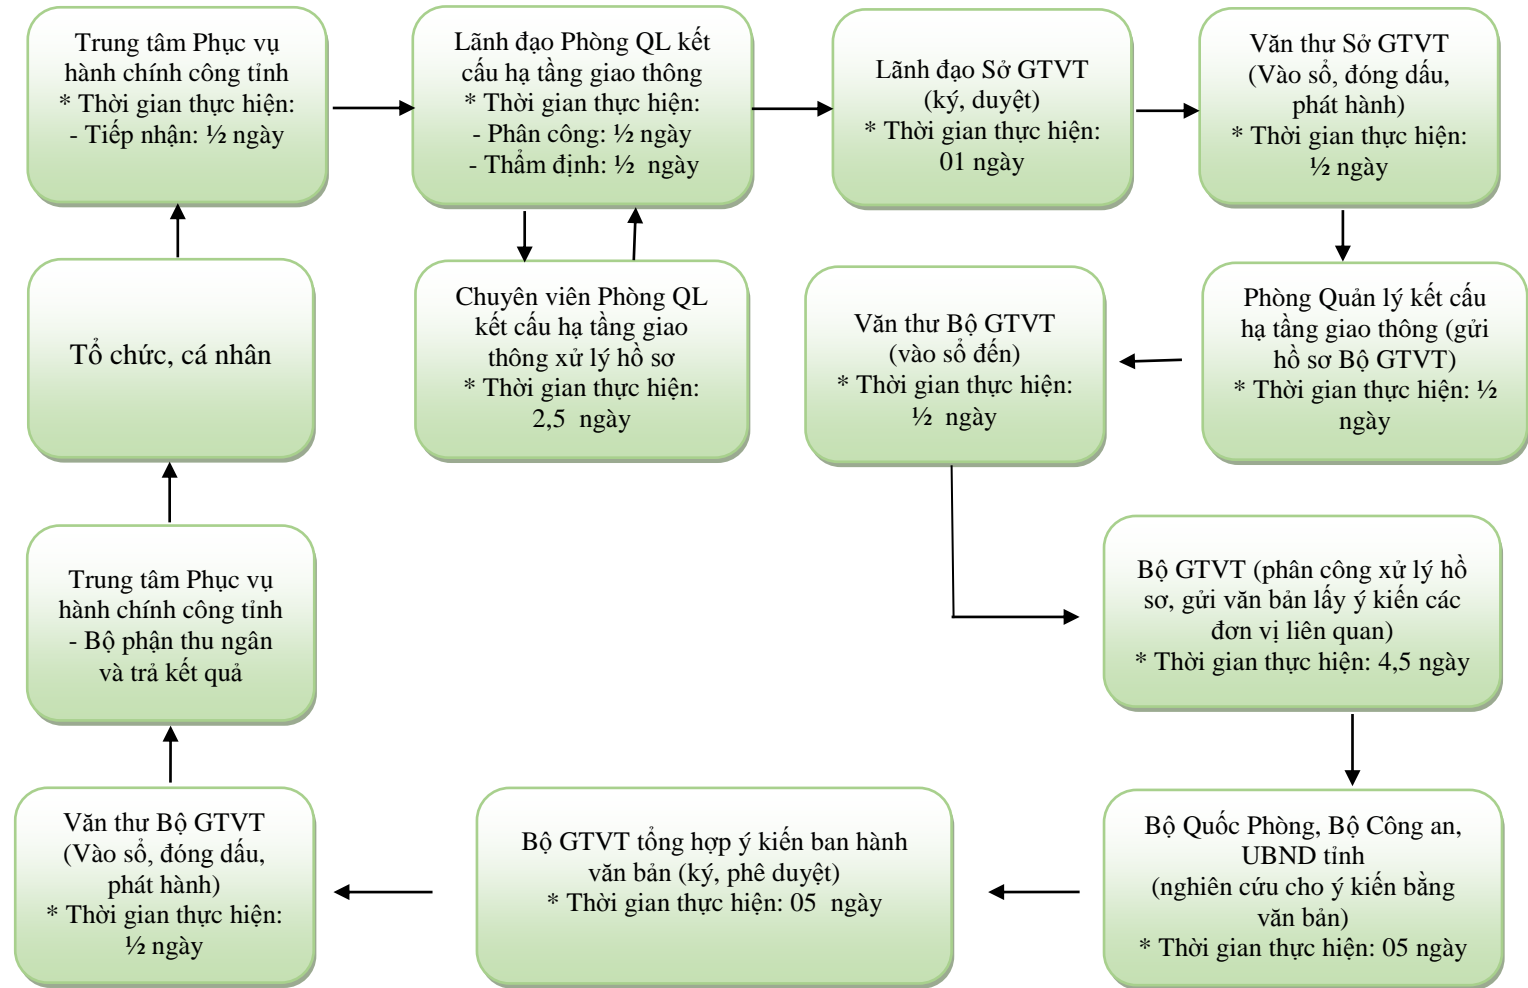 Trung tâm Phục vụ
hành chính công tỉnh
* Thời gian thực hiện:
- Tiếp nhận: ½ ngày
Lãnh đạo Phòng QL kết
cấu hạ tầng giao thông
* Thời gian thực hiện:
- Phân công: ½ ngày
- Thẩm định: ½ ngày
Lãnh đạo Sở GTVT
(ký, duyệt)
* Thời gian thực hiện:
01 ngày
Văn thư Sở GTVT
(Vào sổ, đóng dấu,
phát hành)
* Thời gian thực hiện:
½ ngày
Tổ chức, cá nhân
Chuyên viên Phòng QL
kết cấu hạ tầng giao
thông xử lý hồ sơ
* Thời gian thực hiện:
2,5 ngày
Văn thư Bộ GTVT
(vào sổ đến)
* Thời gian thực hiện:
½ ngày
Phòng Quản lý kết cấu
hạ tầng giao thông (gửi
hồ sơ Bộ GTVT)
* Thời gian thực hiện: ½
ngày
Trung tâm Phục vụ
hành chính công tỉnh
- Bộ phận thu ngân
và trả kết quả
Bộ GTVT (phân công xử lý hồ
sơ, gửi văn bản lấy ý kiến các
đơn vị liên quan)
* Thời gian thực hiện: 4,5 ngày
Văn thư Bộ GTVT
(Vào sổ, đóng dấu,
phát hành)
* Thời gian thực hiện:
½ ngày
Bộ GTVT tổng hợp ý kiến ban hành
văn bản (ký, phê duyệt)
* Thời gian thực hiện: 05 ngày
Bộ Quốc Phòng, Bộ Công an,
UBND tỉnh
(nghiên cứu cho ý kiến bằng
văn bản)
* Thời gian thực hiện: 05 ngày